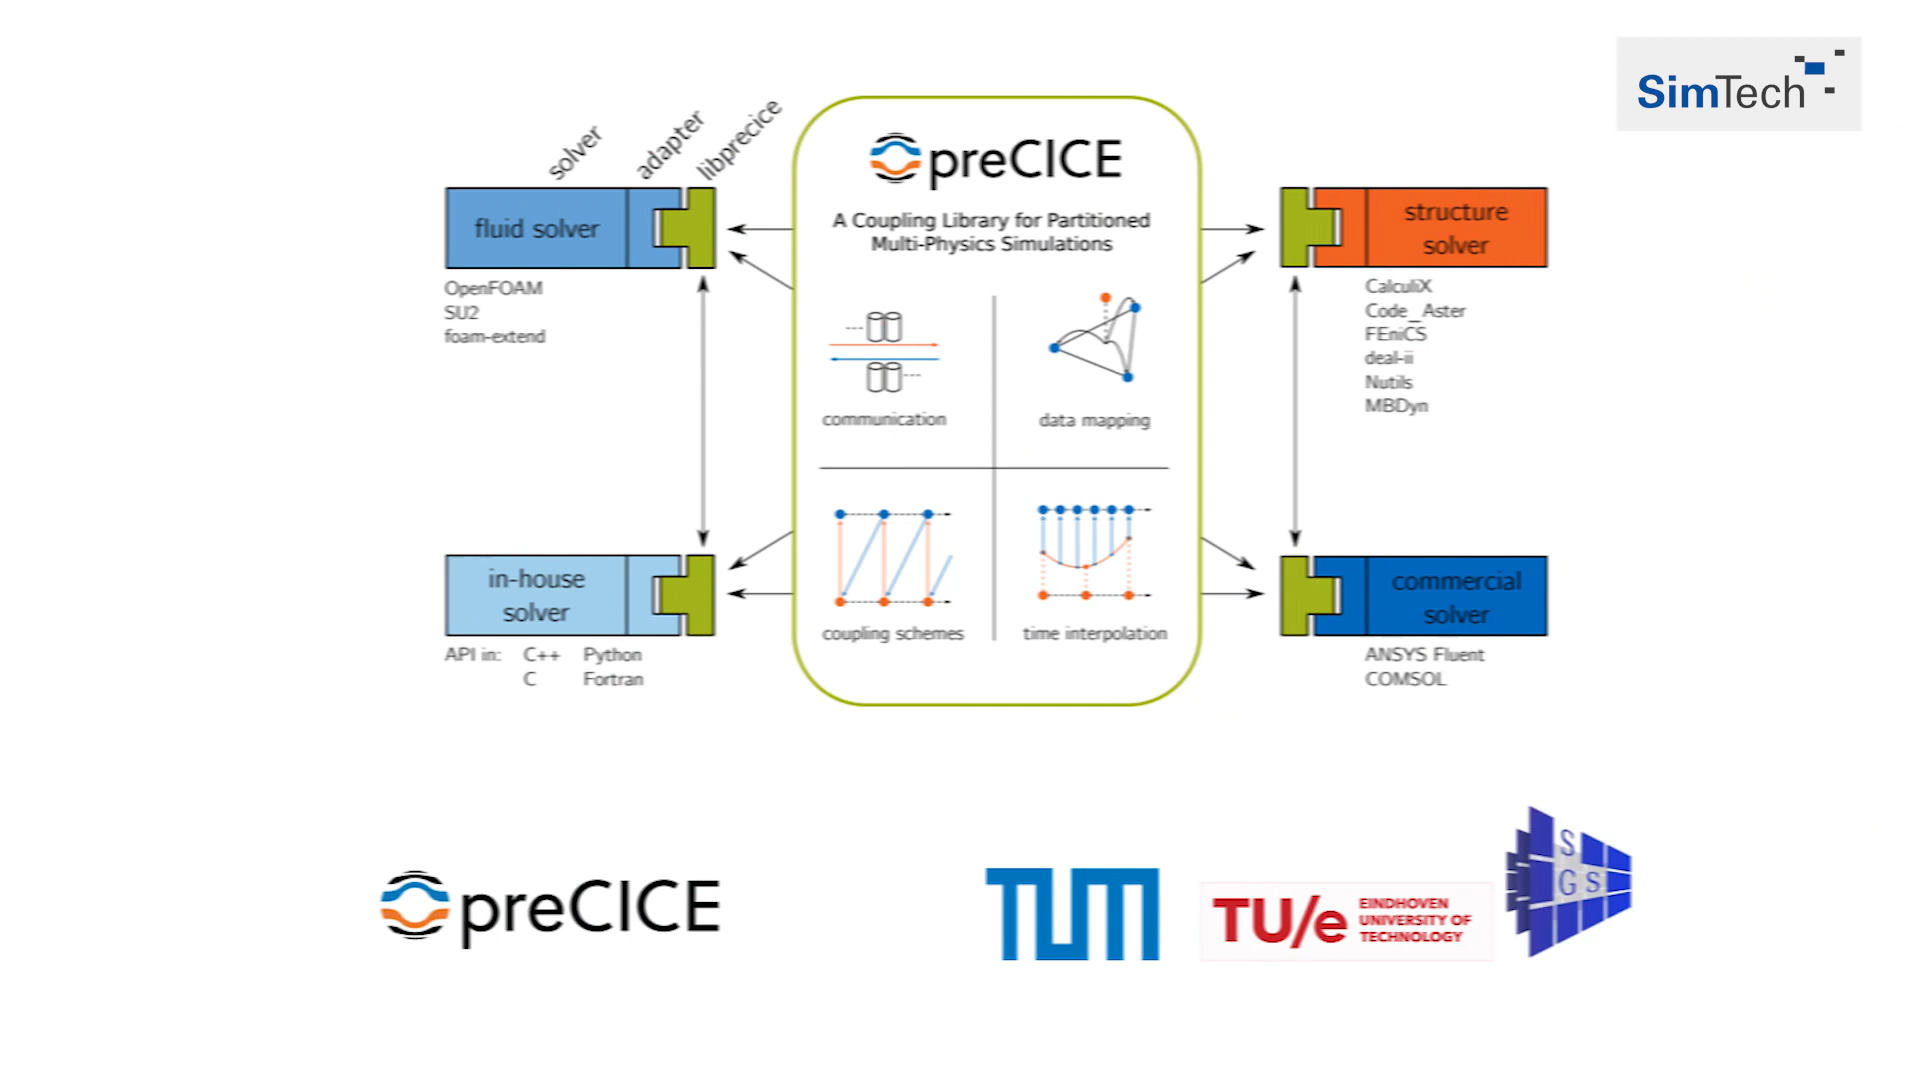 SimTech
solver
adapter
libprecice
preCICE
A Coupling Library for Partitioned
Multi-Physics Simulations
fluid solver
OpenFOAM
SU2
foam-extend
structure
solver
CalculiX
Code_Aster
FEniCS
deal-ii
Nutils
MBDyn
communication
data mapping
coupling schemes
time interpolation
in-house
solver
API in: C++ Python
C Fortran
commercial
solver
ANSYS Fluent
COMSOL
preCICE
TUM
TU/e
EINDHOVEN
UNIVERSITY OF
TECHNOLOGY
S
G S